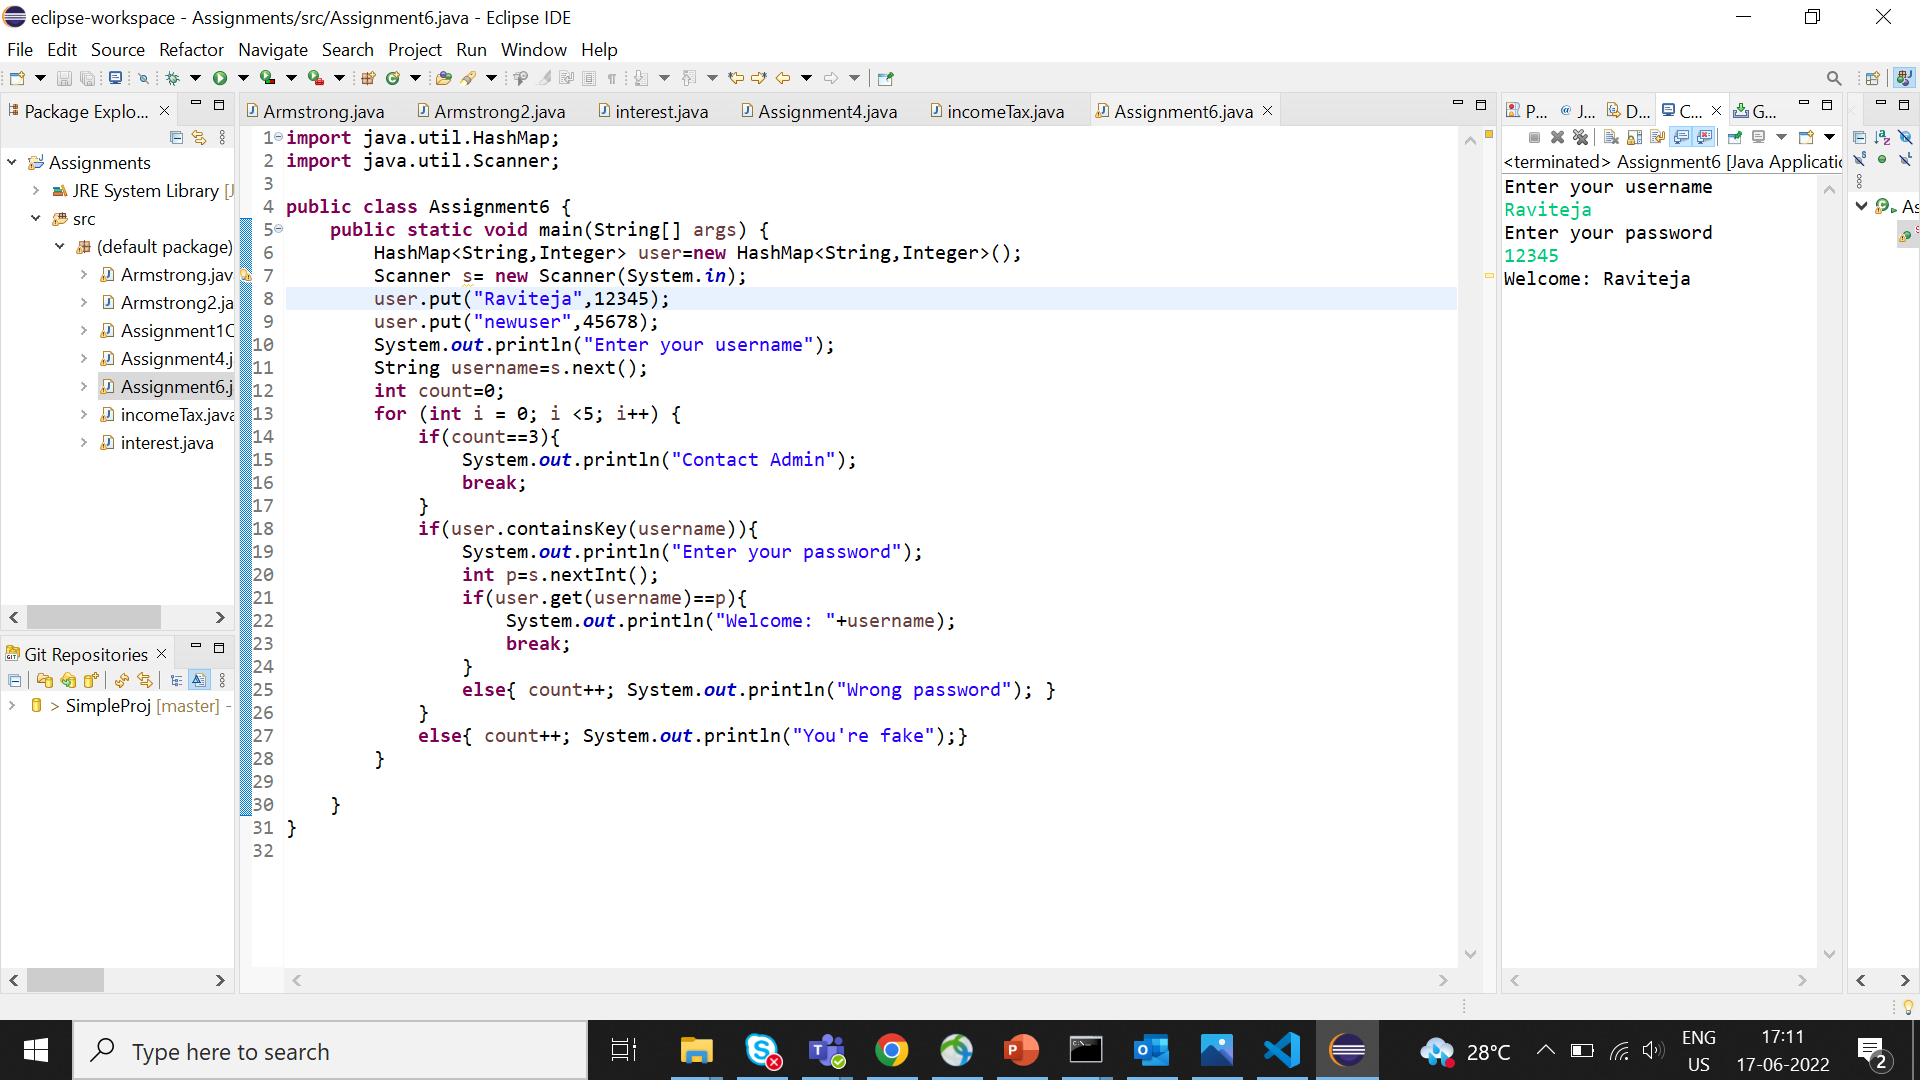 eclipse-workspace - Assignments/src/Assignment6.java - Eclipse IDE
File Edit Source Refactor Navigate Search Project Run Window Help
Package Explo...
Armstrong.java Armstrong2.java interest.java Assignment4.java incomeTax.java Assignment6.java
P... @ J... D... C... G...
Assignments
JRE System Library [J
src
(default package)
Armstrong.java
Armstrong2.ja
Assignment1C
Assignment4.j
Assignment6.j
incomeTax.java
interest.java
Git Repositories
> SimpleProj [master] -
1 import java.util.HashMap;
2 import java.util.Scanner;
3
4 public class Assignment6 {
5 public static void main(String[] args) {
6 HashMap<String,Integer> user=new HashMap<String,Integer>();
7 Scanner s= new Scanner(System.in);
8 user.put("Raviteja",12345);
9 user.put("newuser",45678);
10 System.out.println("Enter your username");
11 String username=s.next();
12 int count=0;
13 for (int i = 0; i <5; i++) {
14 if(count==3){
15 System.out.println("Contact Admin");
16 break;
17 }
18 if(user.containsKey(username)){
19 System.out.println("Enter your password");
20 int p=s.nextInt();
21 if(user.get(username)==p){
22 System.out.println("Welcome: "+username);
23 break;
24 }
25 else{ count++; System.out.println("Wrong password"); }
26 }
27 else{ count++; System.out.println("You're fake");}
28 }
29
30 }
31 }
32
<terminated> Assignment6 [Java Applicatio
Enter your username
Raviteja
Enter your password
12345
Welcome: Raviteja
As
Type here to search
28°C
ENG
US
17:11
17-06-2022
2